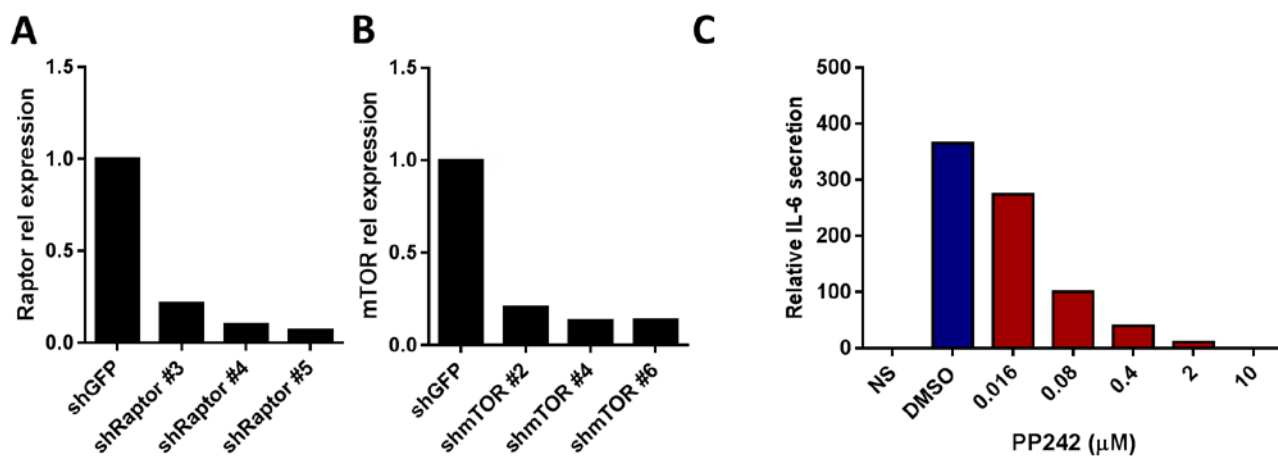 A
Raptor rel expression
1.5
1.0
0.5
0.0
shGFP
shRaptor #3
shRaptor #4
shRaptor #5
B
mTOR rel expression
1.5
1.0
0.5
0.0
shGFP
shmTOR #2
shmTOR #4
shmTOR #6
C
Relative IL-6 secretion
500
400
300
200
100
0
NS
DMSO
0.016
0.08
0.4
2
10
PP242 (μM)